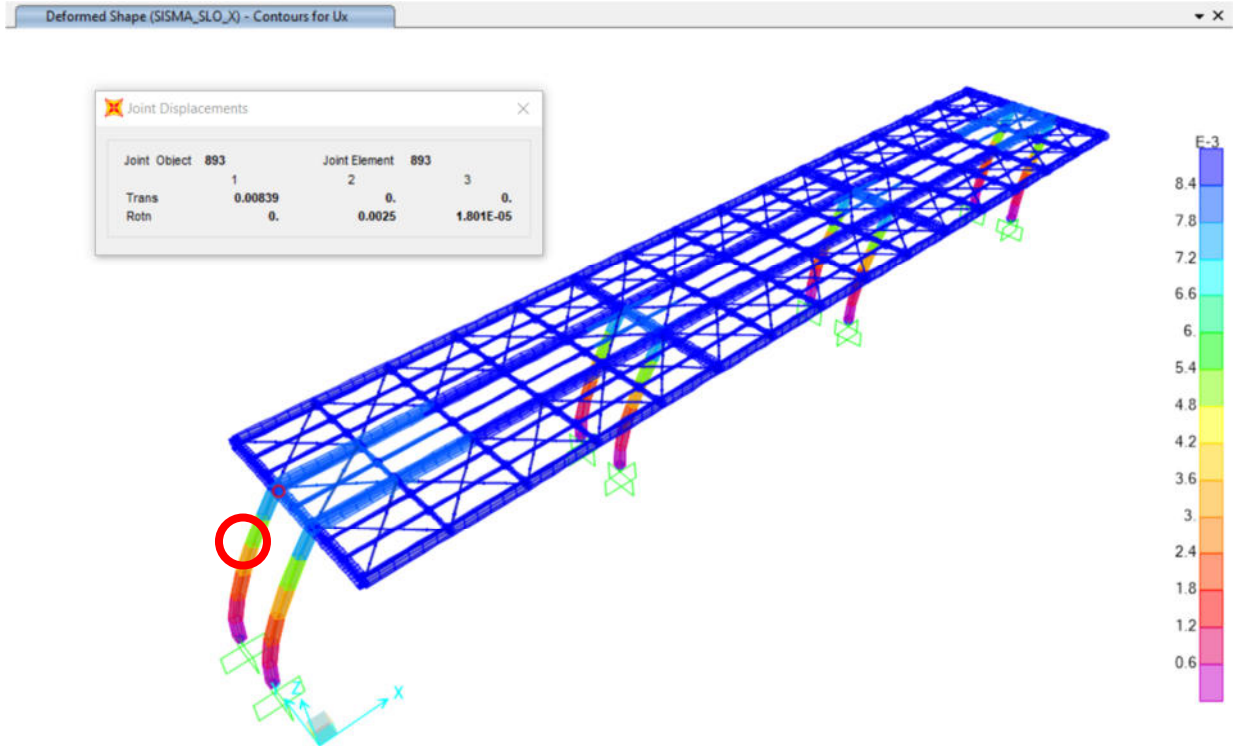 Deformed Shape (SISMA_SLO_X) - Contours for Ux
Joint Displacements
Joint Object 893 Joint Element 893
1 2 3
Trans 0.00839 0. 0.
Rotn 0. 0.0025 1.801E-05
E-3
8.4
7.8
7.2
6.6
6.
5.4
4.8
4.2
3.6
3.
2.4
1.8
1.2
0.6
Z
X